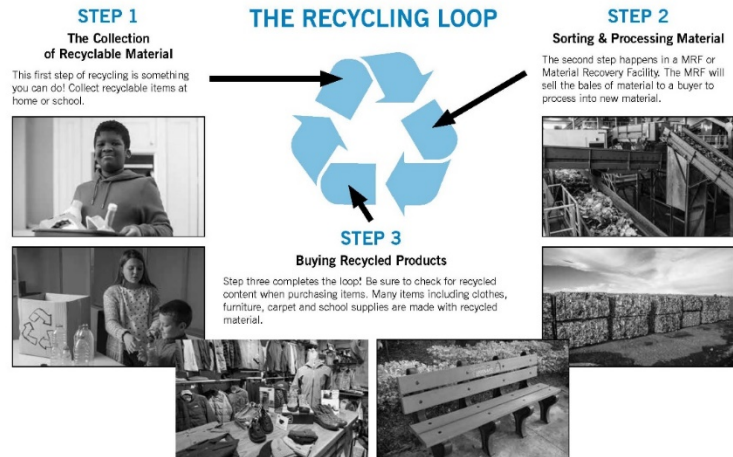 THE RECYCLING LOOP
STEP 1
The Collection
of Recyclable Material
This first step of recycling is something
you can do! Collect recyclable items at
home or school.
STEP 2
Sorting & Processing Material
The second step happens in a MRF or
Material Recovery Facility. The MRF will
sell the bales of material to a buyer to
process into new material.
STEP 3
Buying Recycled Products
Step three completes the loop! Be sure to check for recycled
content when purchasing items. Many items including clothes,
furniture, carpet and school supplies are made with recycled
material.